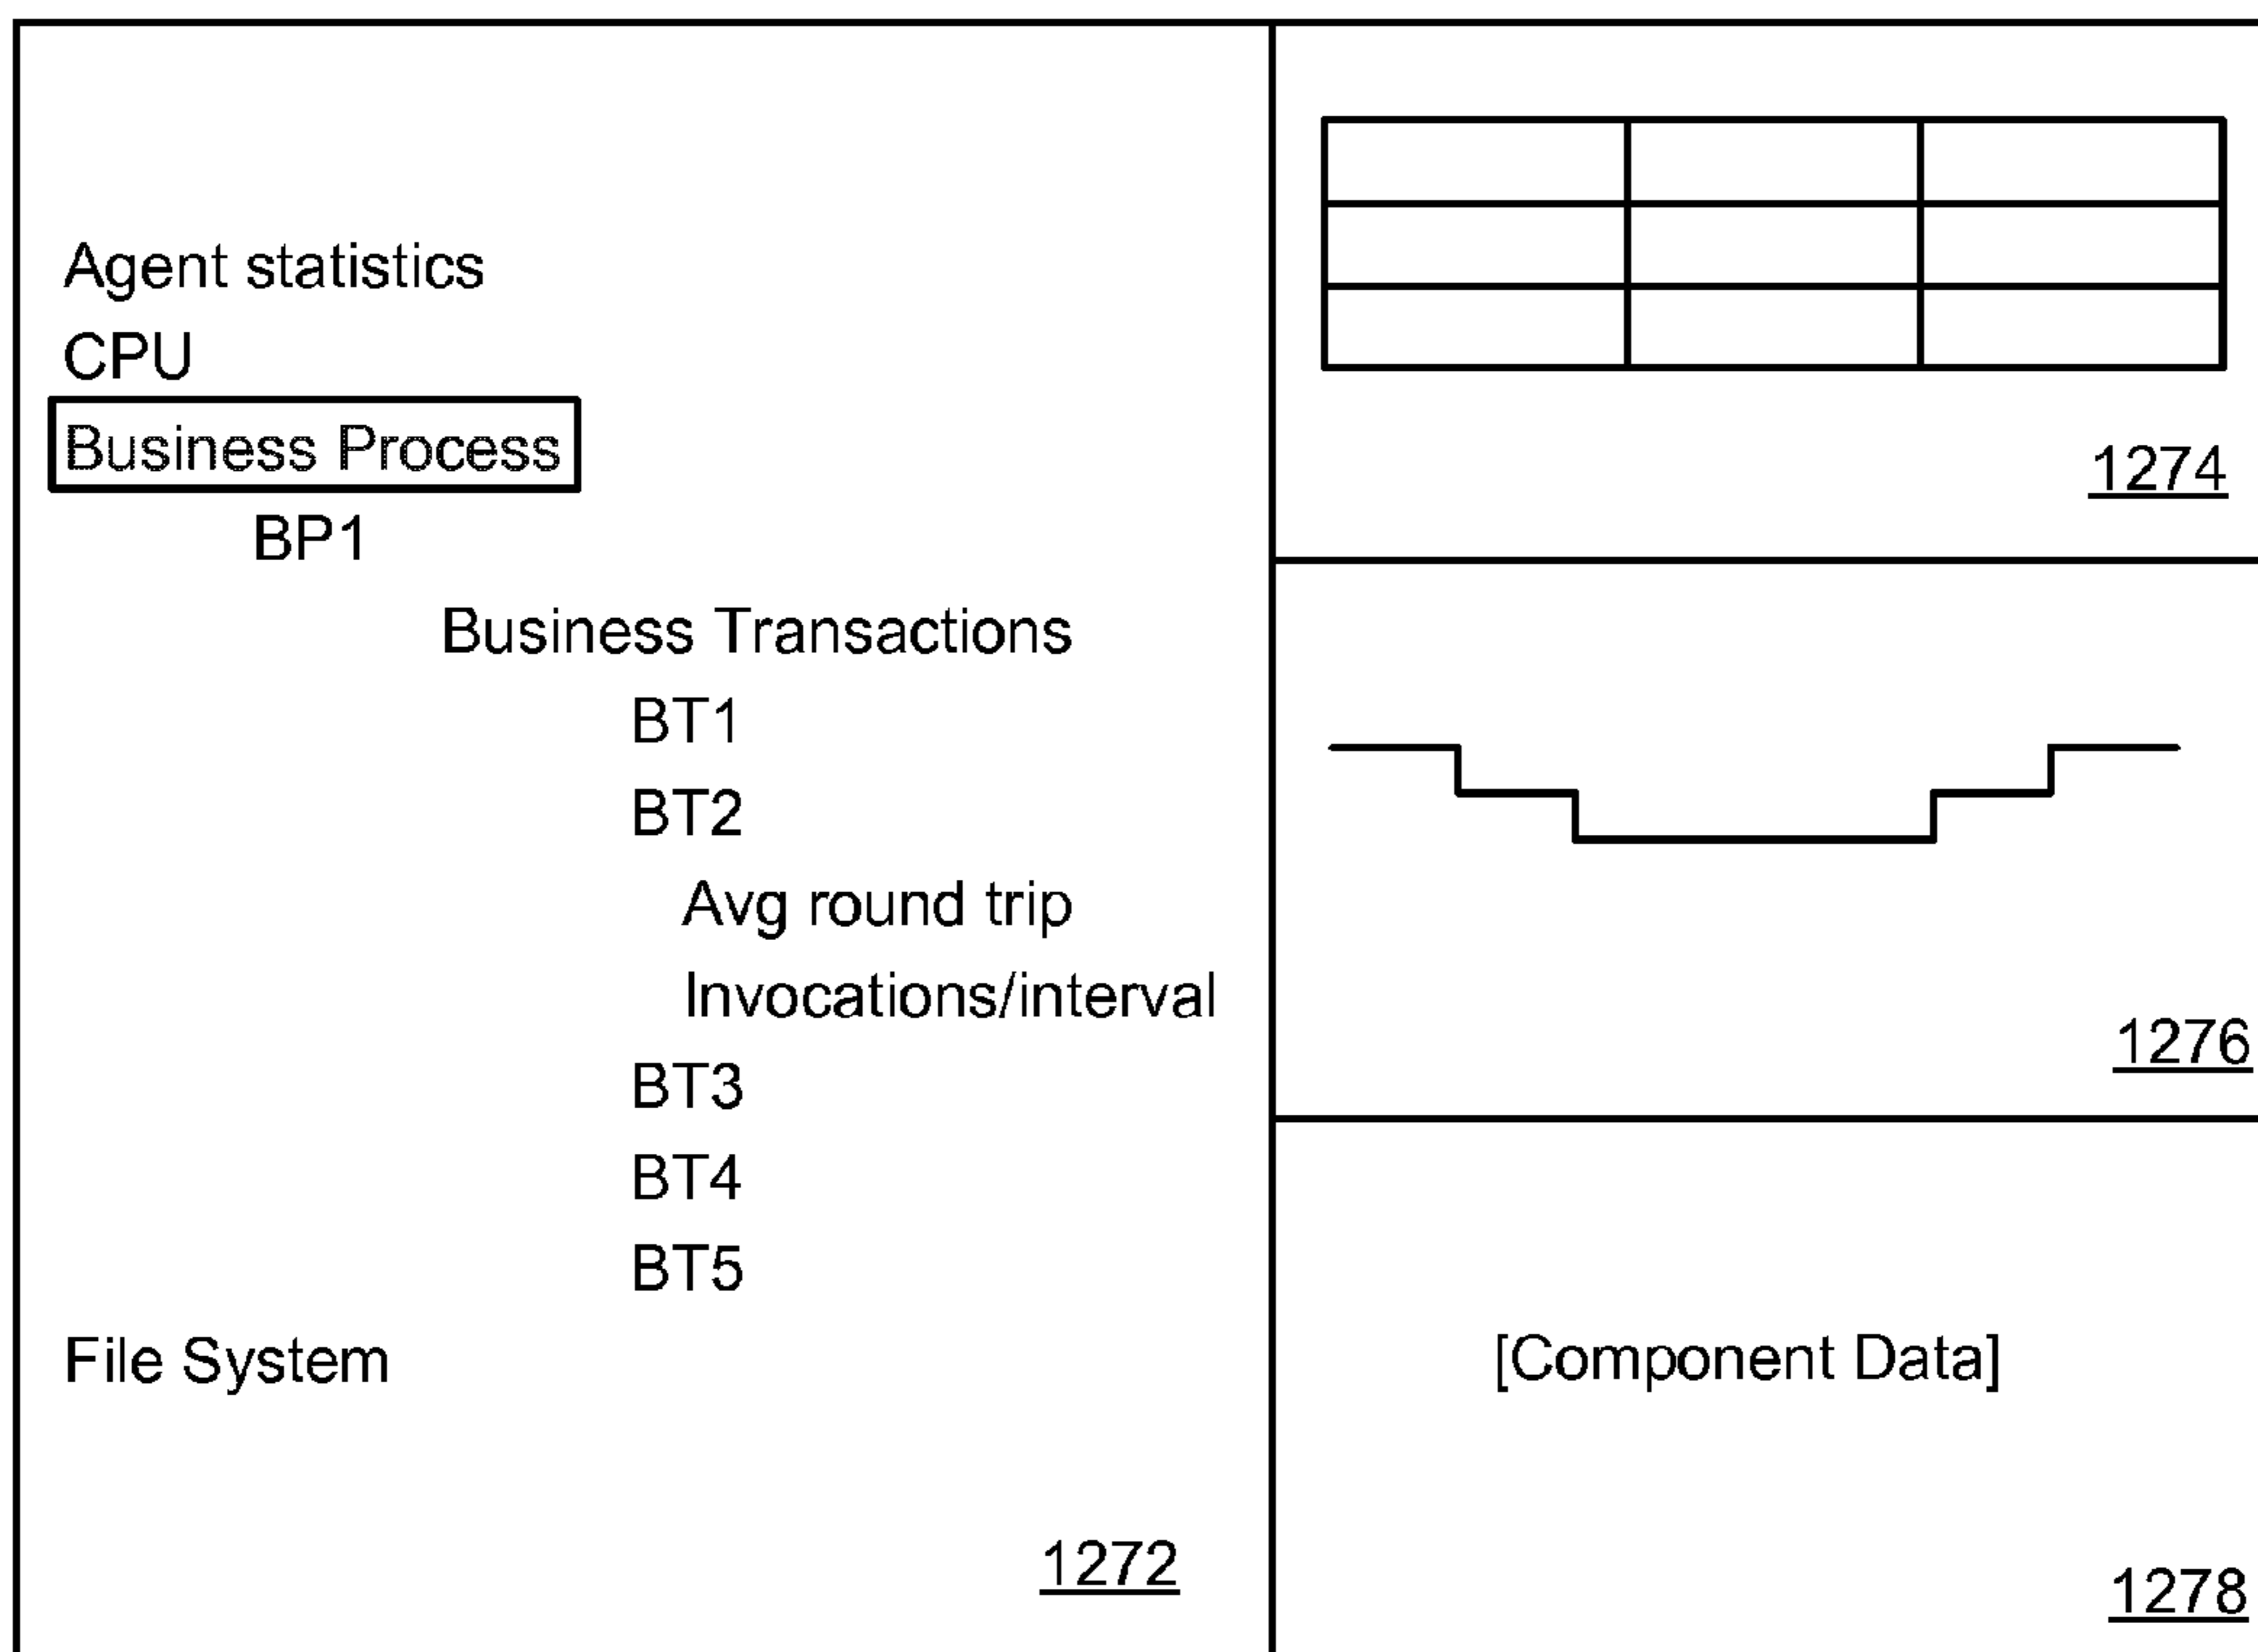 Agent statistics
CPU
Business Process
BP1
Business Transactions
BT1
BT2
Avg round trip
Invocations/interval
BT3
BT4
BT5
File System
1272
1274
1276
[Component Data]
1278